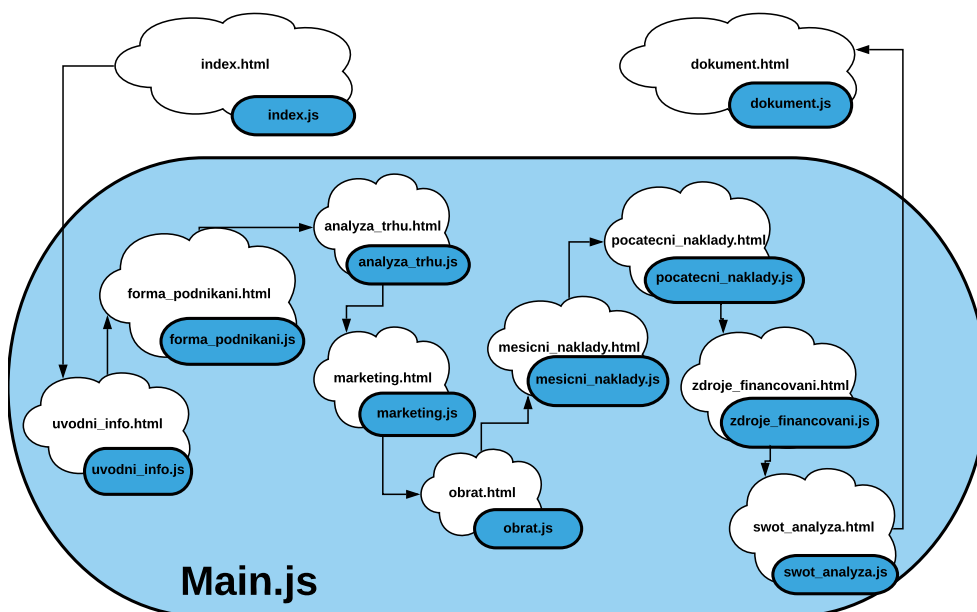 index.html
index.js
dokument.html
dokument.js
analyza_trhu.html
analyza_trhu.js
pocatecni_naklady.html
pocatecni_naklady.js
forma_podnikani.html
forma_podnikani.js
mesicni_naklady.html
mesicni_naklady.js
marketing.html
marketing.js
zdroje_financovani.html
zdroje_financovani.js
uvodni_info.html
uvodni_info.js
obrat.html
obrat.js
swot_analyza.html
swot_analyza.js
Main.js